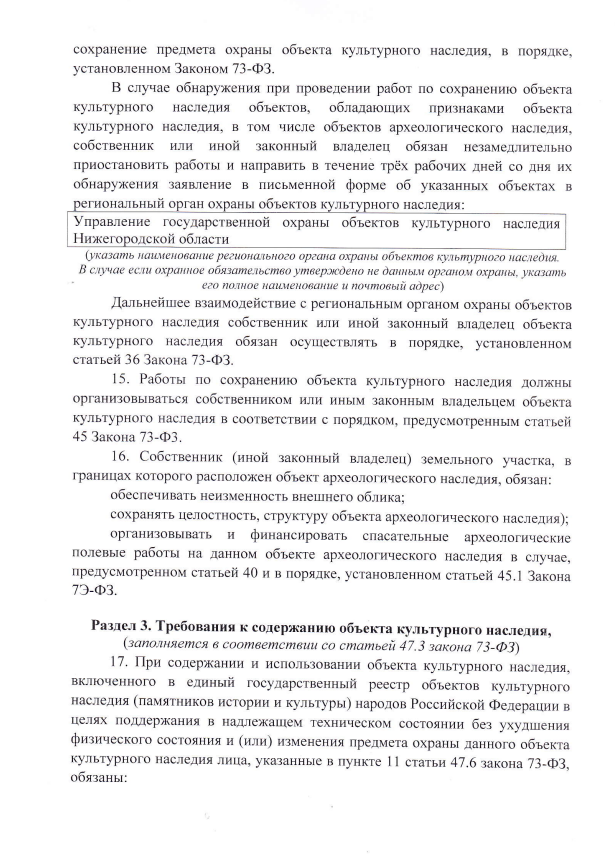 сохранение предмета охраны объекта культурного наследия, в порядке,
установленном Законом 73-ФЗ.
В случае обнаружения при проведении работ по сохранению объекта
культурного наследия объектов, обладающих признаками объекта
культурного наследия, в том числе объектов археологического наследия,
собственник или иной законный владелец обязан незамедлительно
приостановить работы и направить в течение трёх рабочих дней со дня их
обнаружения заявление в письменной форме об указанных объектах в
региональный орган охраны объектов культурного наследия:
Управление государственной охраны объектов культурного наследия
Нижегородской области
(указать наименование регионального органа охраны объектов культурного наследия.
В случае если охранное обязательство утверждено не данным органом охраны, указать
его полное наименование и почтовый адрес)
Дальнейшее взаимодействие с региональным органом охраны объектов
культурного наследия собственник или иной законный владелец объекта
культурного наследия обязан осуществлять в порядке, установленном
статьей 36 Закона 73-ФЗ.
15. Работы по сохранению объекта культурного наследия должны
организовываться собственником или иным законным владельцем объекта
культурного наследия в соответствии с порядком, предусмотренным статьей
45 Закона 73-ФЗ.
16. Собственник (иной законный владелец) земельного участка, в
границах которого расположен объект археологического наследия, обязан:
обеспечивать неизменность внешнего облика;
сохранять целостность, структуру объекта археологического наследия);
организовывать и финансировать спасательные археологические
полевые работы на данном объекте археологического наследия в случае,
предусмотренном статьей 40 и в порядке, установленном статьей 45.1 Закона
7Э-ФЗ.
Раздел 3. Требования к содержанию объекта культурного наследия,
(заполняется в соответствии со статьей 47.3 закона 73-ФЗ)
17. При содержании и использовании объекта культурного наследия,
включенного в единый государственный реестр объектов культурного
наследия (памятников истории и культуры) народов Российской Федерации в
целях поддержания в надлежащем техническом состоянии без ухудшения
физического состояния и (или) изменения предмета охраны данного объекта
культурного наследия лица, указанные в пункте 11 статьи 47.6 закона 73-ФЗ,
обязаны: